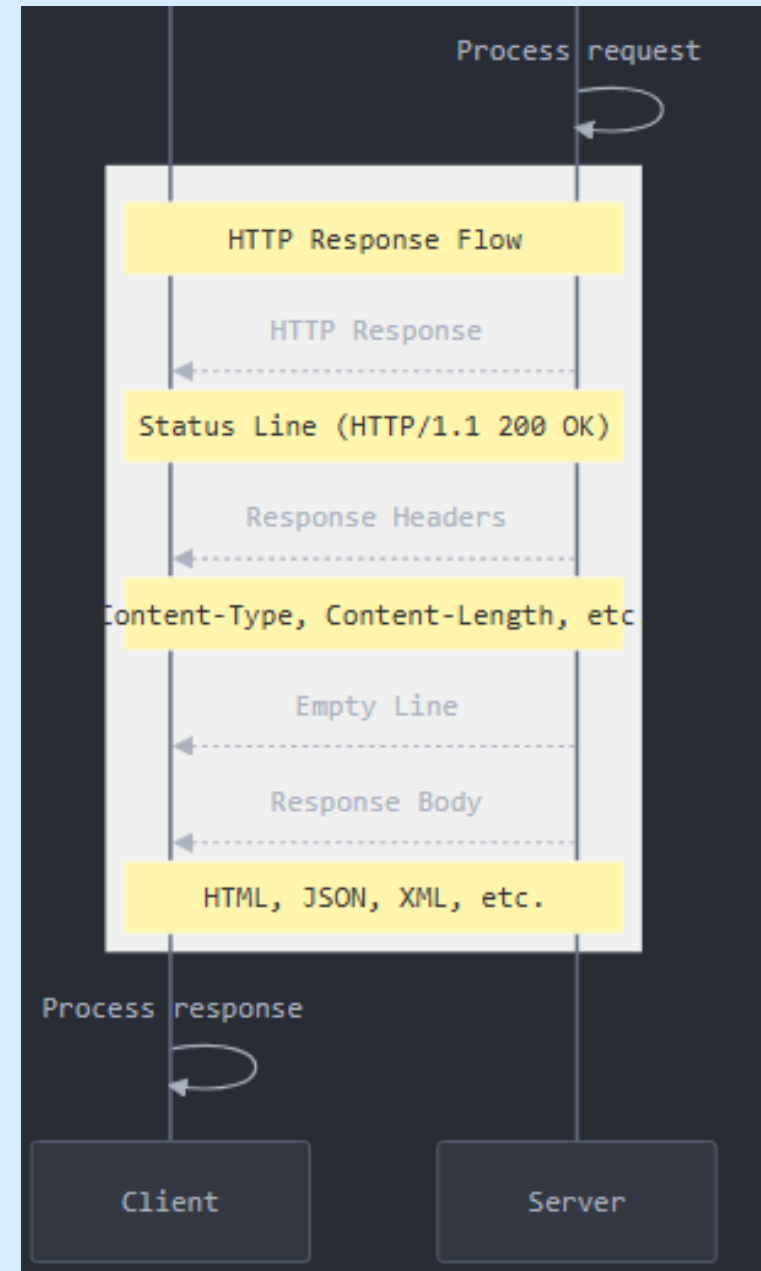 Process request
HTTP Response Flow
HTTP Response
Status Line (HTTP/1.1 200 OK)
Response Headers
Content-Type, Content-Length, etc.
Empty Line
Response Body
HTML, JSON, XML, etc.
Process response
Client
Server